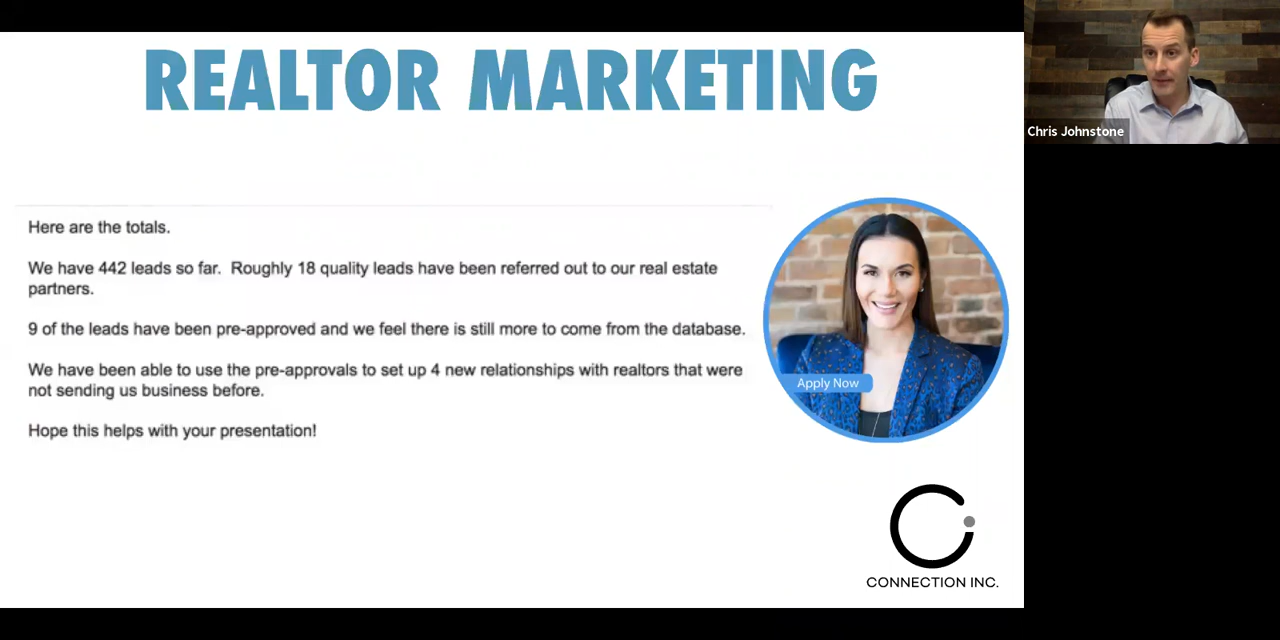 REALTOR MARKETING
Chris Johnstone
Here are the totals.
We have 442 leads so far.  Roughly 18 quality leads have been referred out to our real estate
partners.
9 of the leads have been pre-approved and we feel there is still more to come from the database.
We have been able to use the pre-approvals to set up 4 new relationships with realtors that were
not sending us business before.
Hope this helps with your presentation!
Apply Now
CONNECTION INC.